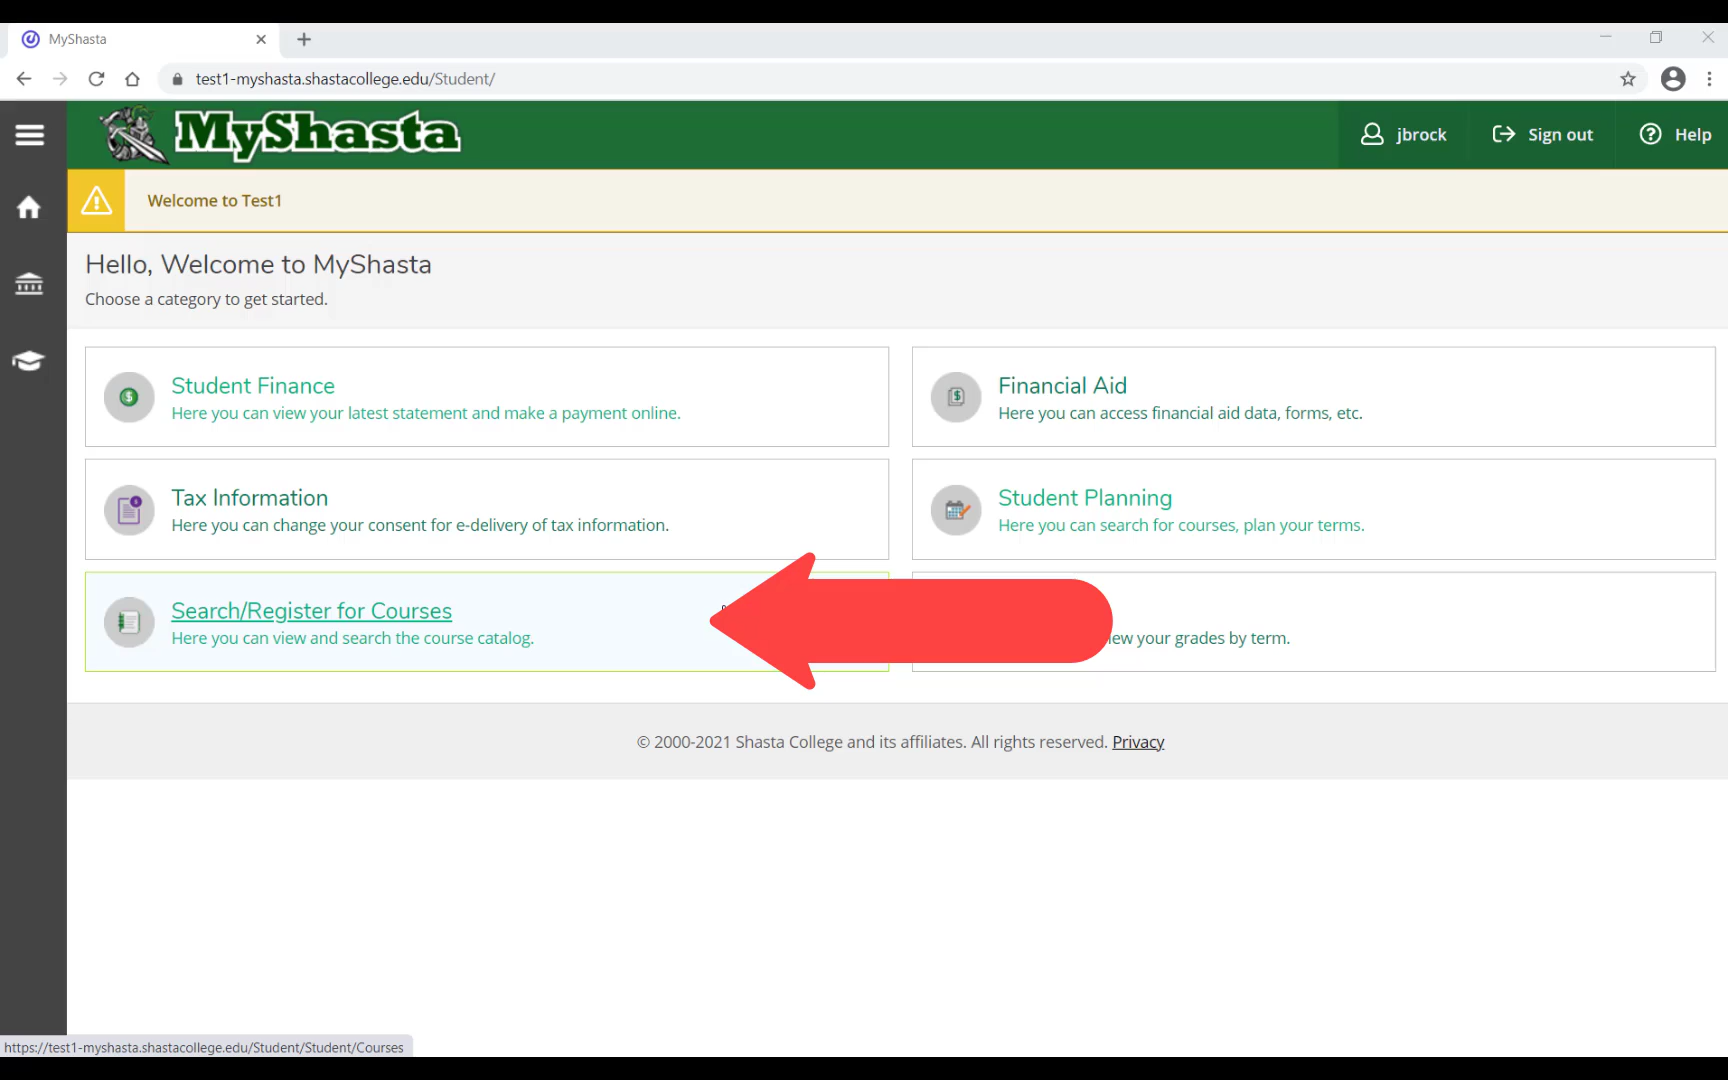 MyShasta
test1-myshasta.shastacollege.edu/Student/
MyShasta
jbrock
Sign out
Help
Welcome to Test1
Hello, Welcome to MyShasta
Choose a category to get started.
Student Finance
Here you can view your latest statement and make a payment online.
Financial Aid
Here you can access financial aid data, forms, etc.
Tax Information
Here you can change your consent for e-delivery of tax information.
Student Planning
Here you can search for courses, plan your terms.
Search/Register for Courses
Here you can view and search the course catalog.
your grades by term.
© 2000-2021 Shasta College and its affiliates. All rights reserved. Privacy
https://test1-myshasta.shastacollege.edu/Student/Student/Courses